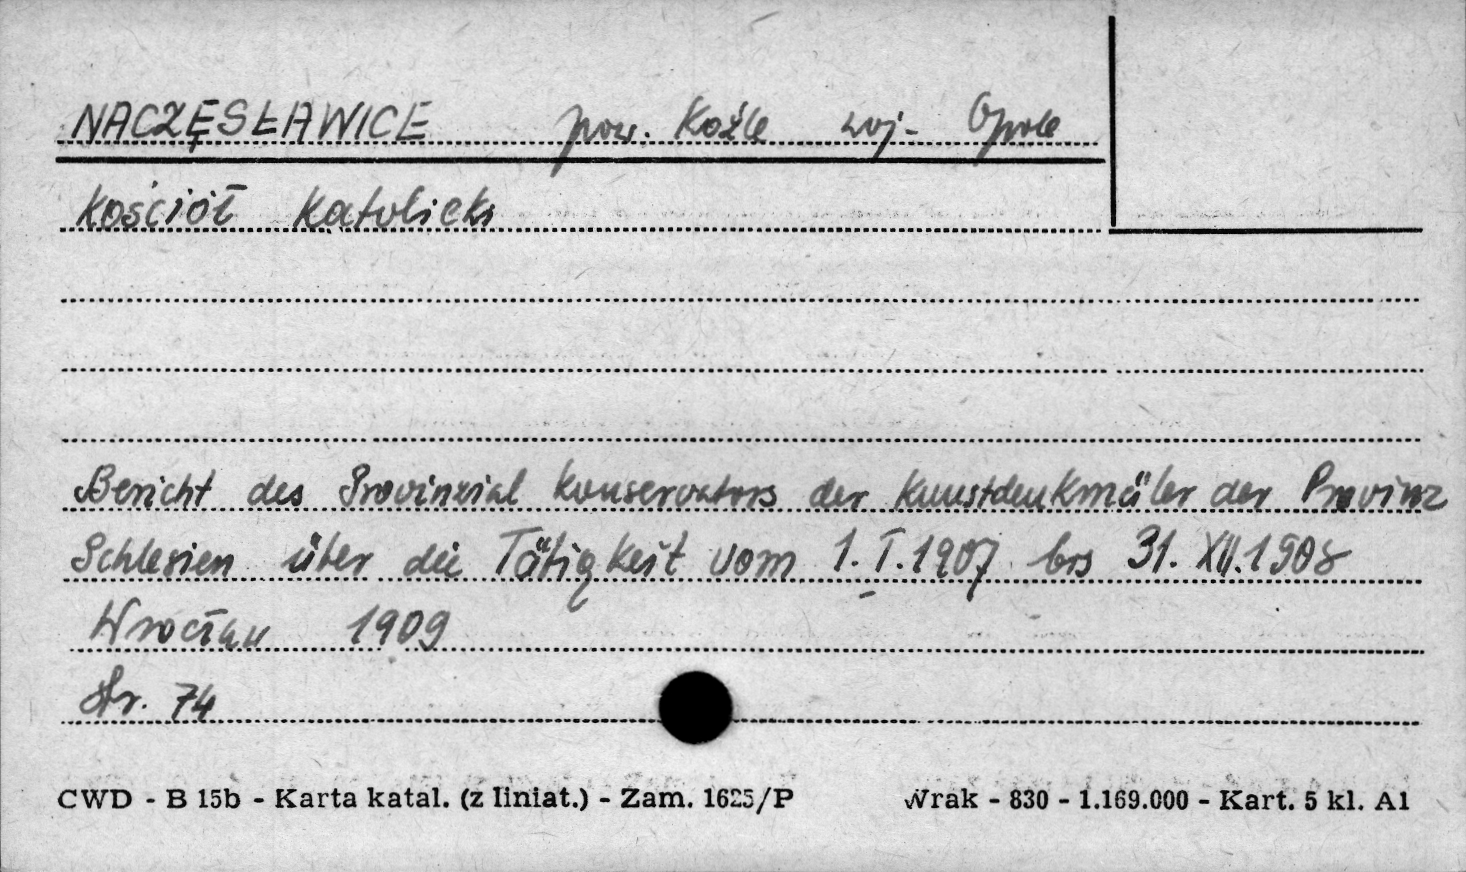 NACZĘSŁAWICE pow. Koźle woj- Opole
Kościół Katolicki
Bericht des Provinzial Konservators der Kunstdenkmäler der Provinz
Schlesien über die Tätigkeit vom 1. I. 1907 bis 31. XII. 1908
Wrocław 1909
Str. 74
CWD - B 15b - Karta katal. (z liniat.) - Zam. 1625/P Wrak - 830 - 1.169.000 - Kart. 5 kl. A1